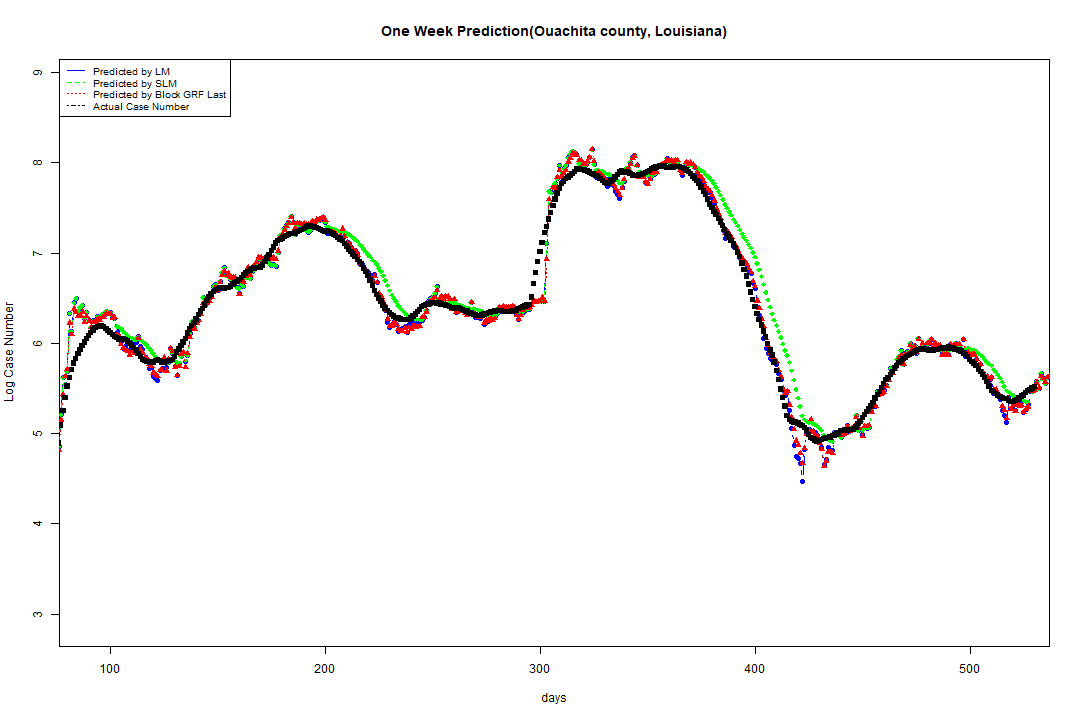 One Week Prediction(Ouachita county, Louisiana)
Predicted by LM
Predicted by SLM
Predicted by Block GRF Last
Actual Case Number
9
8
7
6
5
4
3
Log Case Number
100 200 300 400 500
days